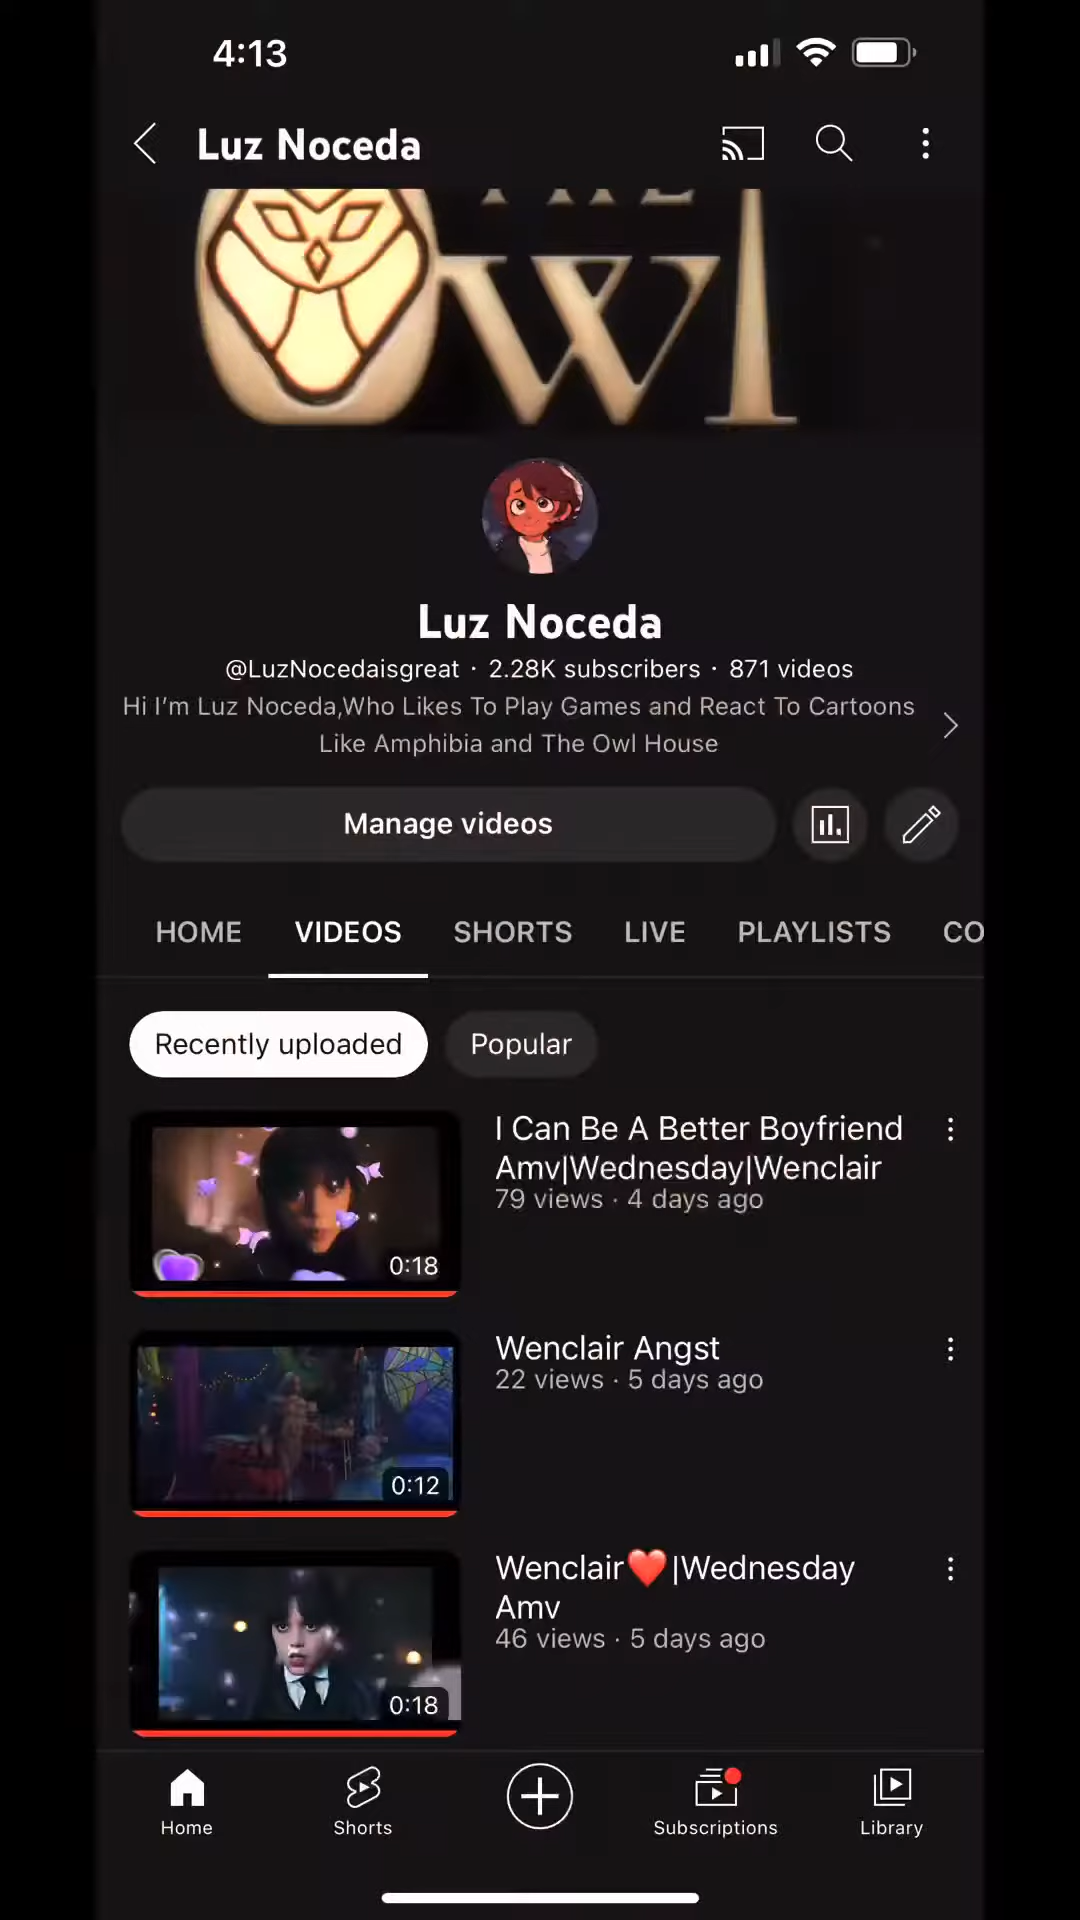 4:13
Luz Noceda
THE
Owl
Luz Noceda
@LuzNocedaisgreat · 2.28K subscribers · 871 videos
Hi I'm Luz Noceda,Who Likes To Play Games and React To Cartoons
Like Amphibia and The Owl House
Manage videos
HOME VIDEOS SHORTS LIVE PLAYLISTS CO
Recently uploaded Popular
I Can Be A Better Boyfriend
Amv|Wednesday|Wenclair
79 views · 4 days ago
0:18
Wenclair Angst
22 views · 5 days ago
0:12
Wenclair❤️|Wednesday
Amv
46 views · 5 days ago
0:18
Home Shorts Subscriptions Library